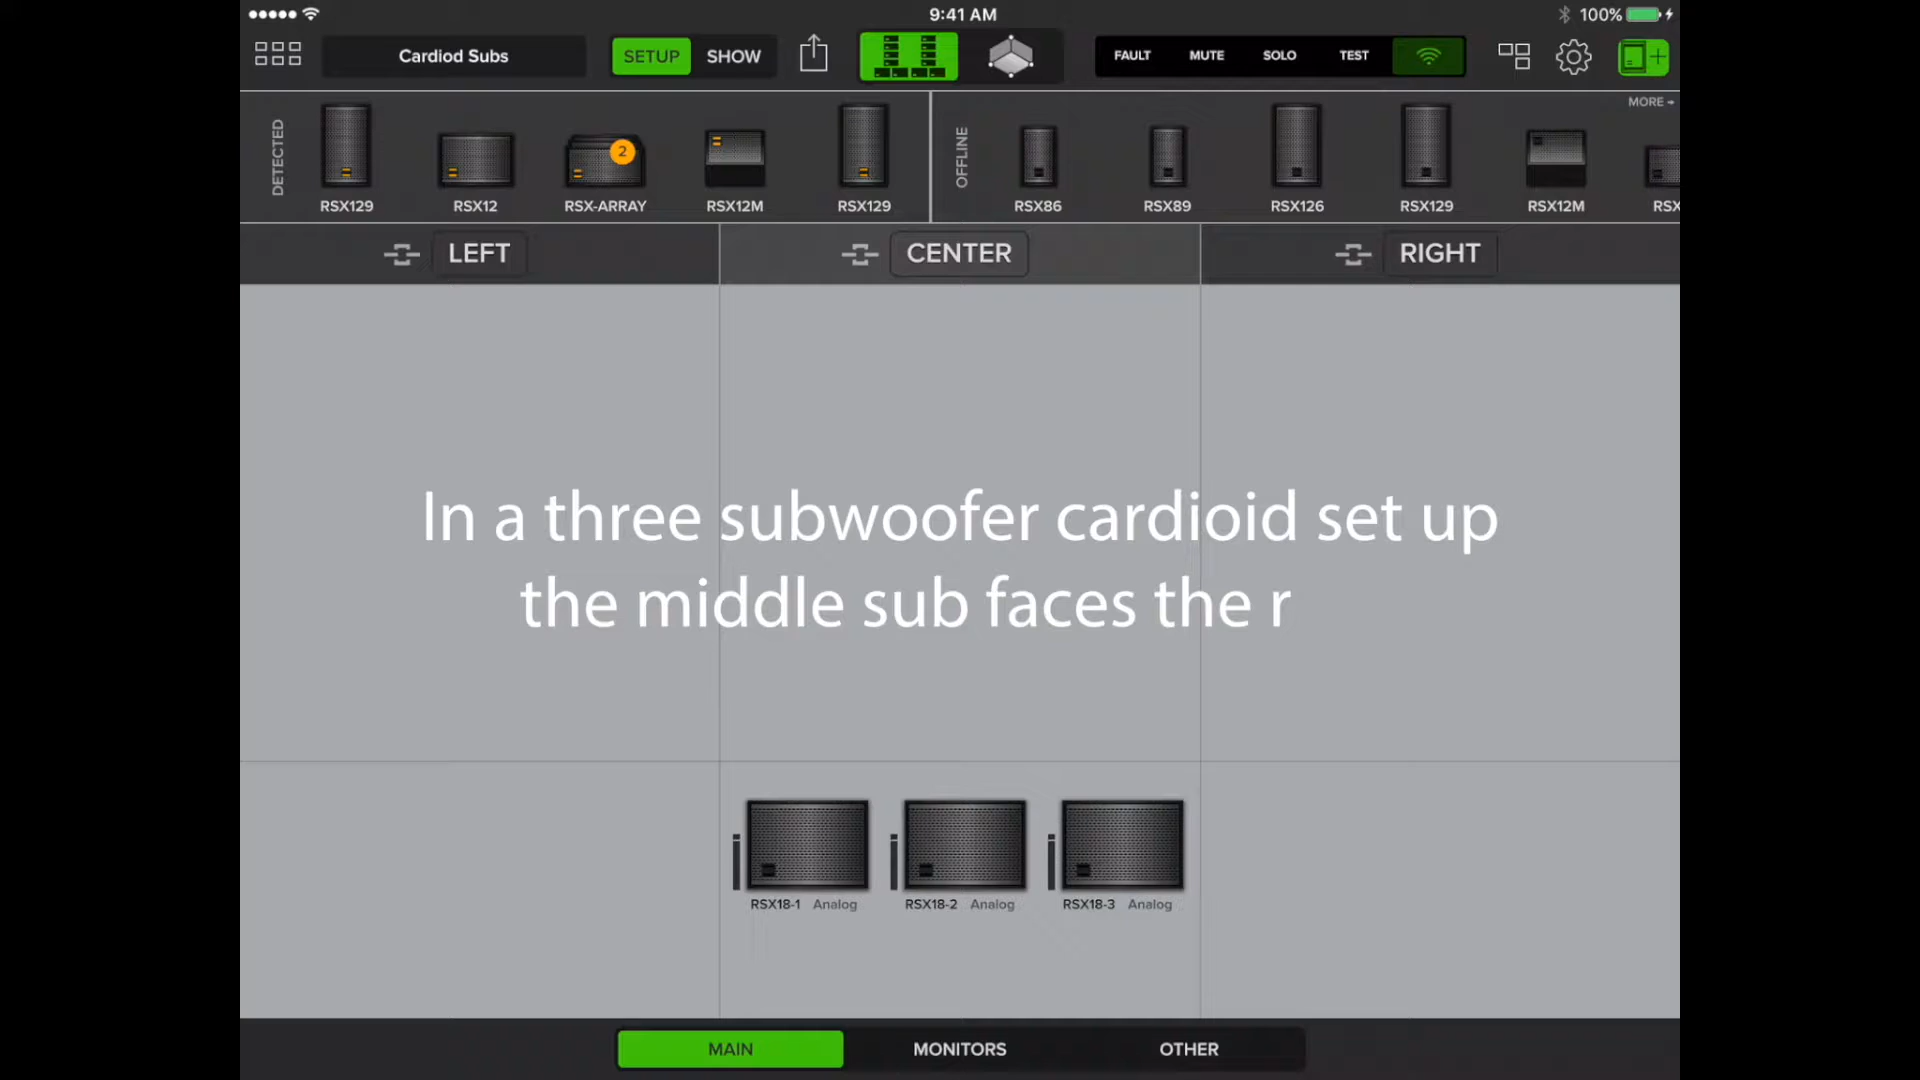 9:41 AM
100%
Cardiod Subs
SETUP
SHOW
FAULT
MUTE
SOLO
TEST
MORE
DETECTED
RSX129
RSX12
2
RSX-ARRAY
RSX12M
RSX129
OFFLINE
RSX86
RSX89
RSX126
RSX129
RSX12M
RSX
LEFT
CENTER
RIGHT
In a three subwoofer cardioid set up
the middle sub faces the r
RSX18-1 Analog
RSX18-2 Analog
RSX18-3 Analog
MAIN
MONITORS
OTHER